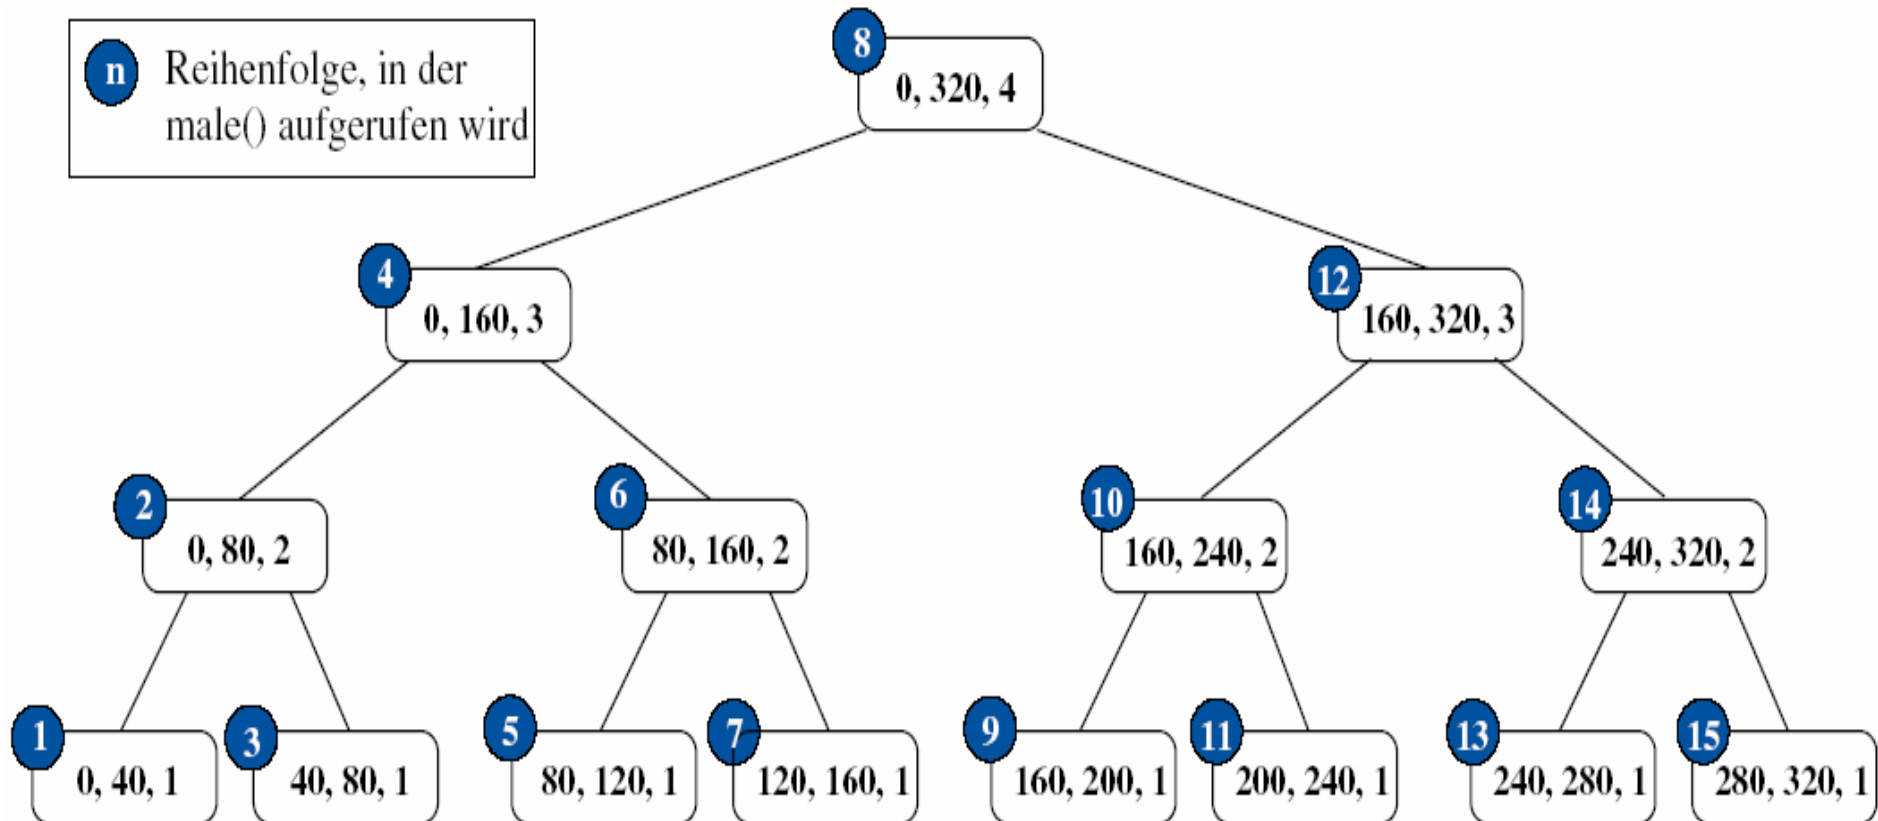 n Reihenfolge, in der
male() aufgerufen wird
8
0, 320, 4
4
0, 160, 3
12
160, 320, 3
2
0, 80, 2
6
80, 160, 2
10
160, 240, 2
14
240, 320, 2
1
0, 40, 1
3
40, 80, 1
5
80, 120, 1
7
120, 160, 1
9
160, 200, 1
11
200, 240, 1
13
240, 280, 1
15
280, 320, 1